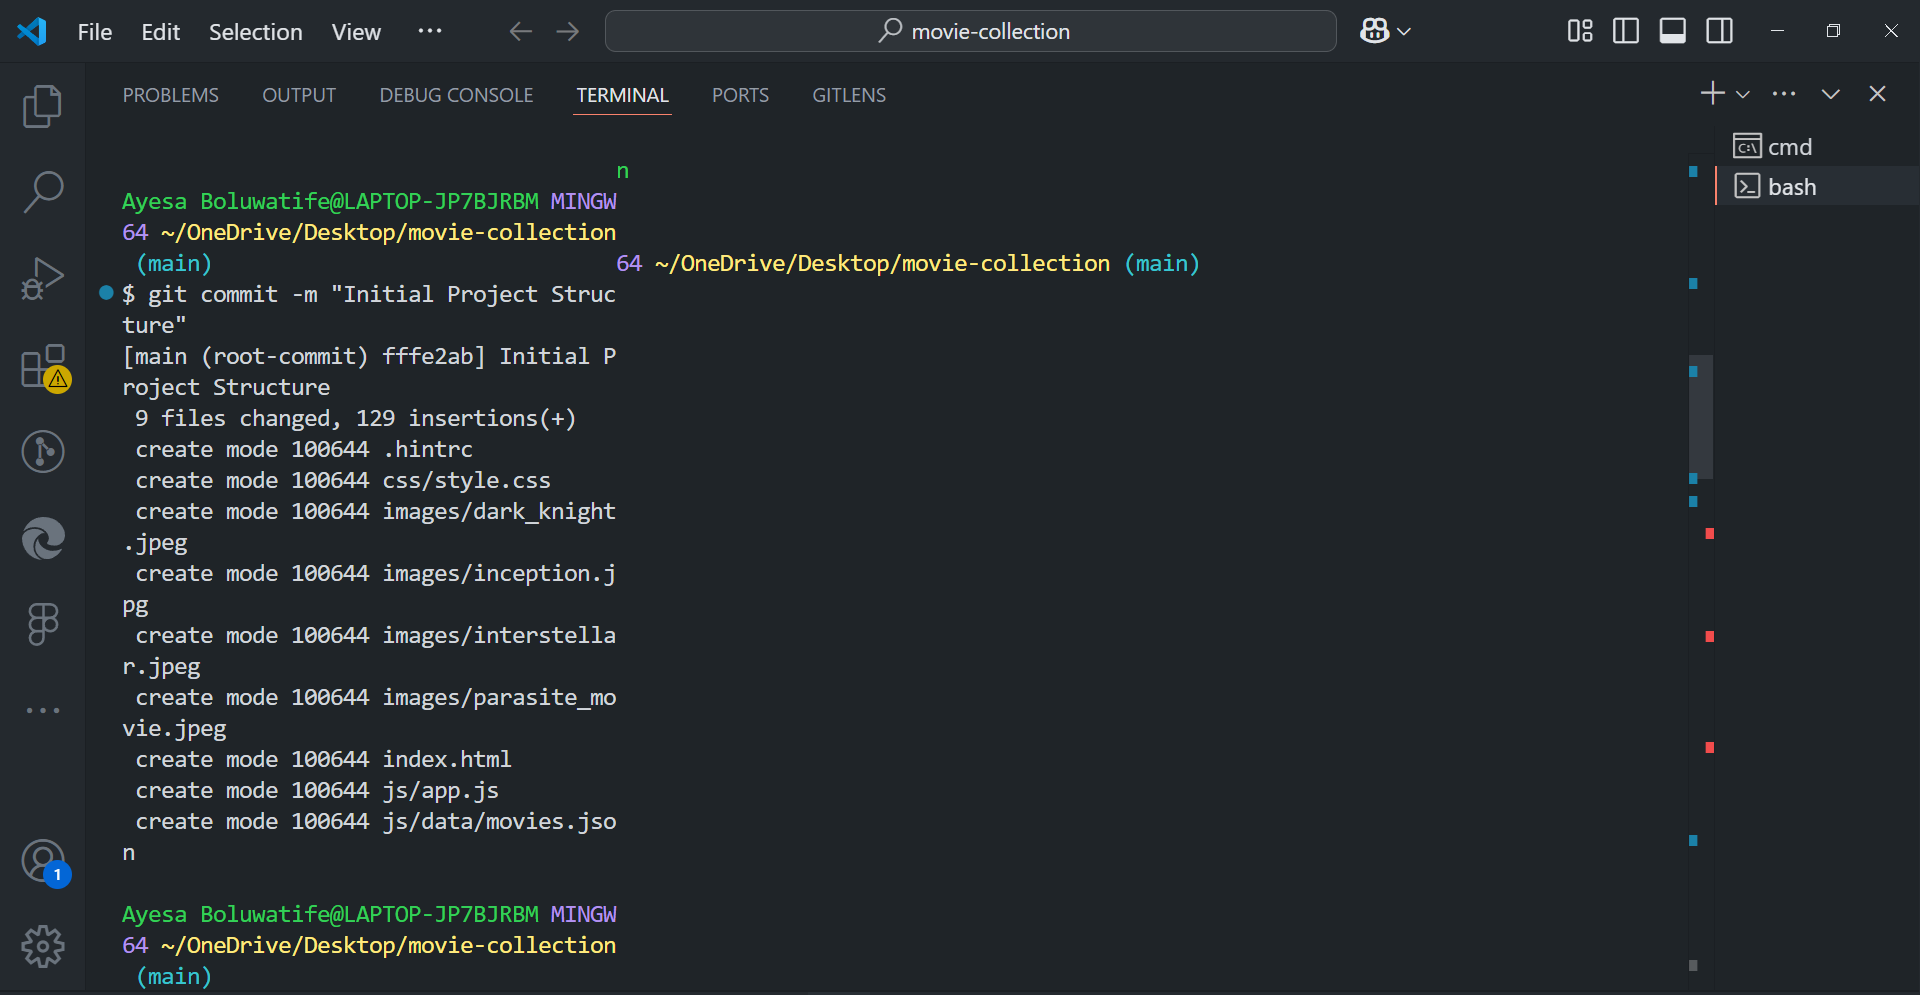 File Edit Selection View ··· movie-collection
PROBLEMS OUTPUT DEBUG CONSOLE TERMINAL PORTS GITLENS
cmd
bash
n
Ayesa Boluwatife@LAPTOP-JP7BJRBM MINGW
64 ~/OneDrive/Desktop/movie-collection
(main) 64 ~/OneDrive/Desktop/movie-collection (main)
$ git commit -m "Initial Project Struc
ture"
[main (root-commit) fffe2ab] Initial P
roject Structure
9 files changed, 129 insertions(+)
create mode 100644 .hintrc
create mode 100644 css/style.css
create mode 100644 images/dark_knight
.jpeg
create mode 100644 images/inception.j
pg
create mode 100644 images/interstella
r.jpeg
create mode 100644 images/parasite_mo
vie.jpeg
create mode 100644 index.html
create mode 100644 js/app.js
create mode 100644 js/data/movies.jso
n
1
Ayesa Boluwatife@LAPTOP-JP7BJRBM MINGW
64 ~/OneDrive/Desktop/movie-collection
(main)